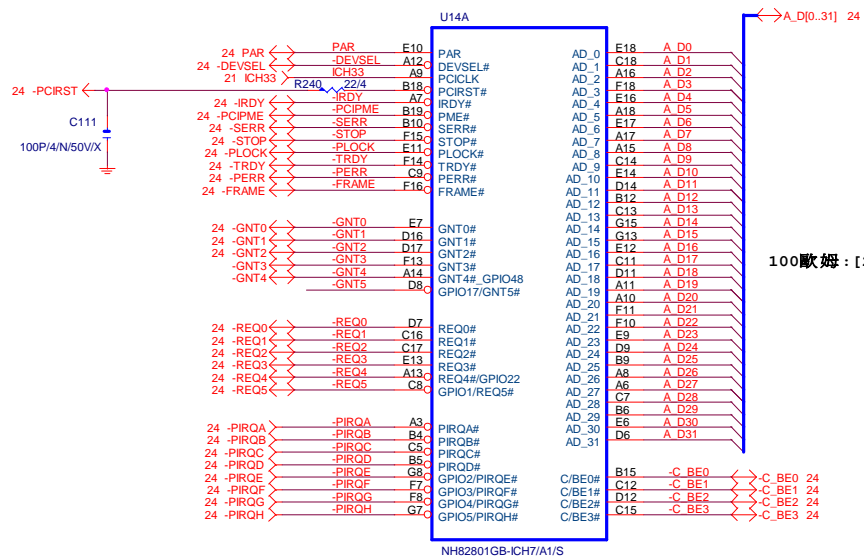 U14A
A_D[0..31] 24
24 PAR PAR E10 PAR AD_0 E18 A_D0
24 -DEVSEL -DEVSEL A12 DEVSEL# AD_1 C18 A_D1
21 ICH33 ICH33 A9 PCICLK AD_2 A16 A_D2
24 -PCIRST R240 22/4 B18 PCIRST# AD_3 F18 A_D3
24 -IRDY -IRDY A7 IRDY# AD_4 E16 A_D4
24 -PCIPME -PCIPME B19 PME# AD_5 A18 A_D5
24 -SERR -SERR B10 SERR# AD_6 E17 A_D6
24 -STOP -STOP F15 STOP# AD_7 A17 A_D7
24 -PLOCK -PLOCK E11 PLOCK# AD_8 A15 A_D8
24 -TRDY -TRDY F14 TRDY# AD_9 C14 A_D9
24 -PERR -PERR C9 PERR# AD_10 E14 A_D10
24 -FRAME -FRAME F16 FRAME# AD_11 D14 A_D11
C111
100P/4/N/50V/X
AD_12 B12 A_D12
AD_13 C13 A_D13
24 -GNT0 -GNT0 E7 GNT0# AD_14 G15 A_D14
24 -GNT1 -GNT1 D16 GNT1# AD_15 G13 A_D15
24 -GNT2 -GNT2 D17 GNT2# AD_16 E12 A_D16
-GNT3 -GNT3 F13 GNT3# AD_17 C11 A_D17
-GNT4 -GNT4 A14 GNT4#_GPIO48 AD_18 D11 A_D18
-GNT5 D8 GPIO17/GNT5# AD_19 A11 A_D19
100歐姆:[
AD_20 A10 A_D20
AD_21 F11 A_D21
24 -REQ0 -REQ0 D7 REQ0# AD_22 F10 A_D22
24 -REQ1 -REQ1 C16 REQ1# AD_23 E9 A_D23
24 -REQ2 -REQ2 C17 REQ2# AD_24 D9 A_D24
24 -REQ3 -REQ3 E13 REQ3# AD_25 B9 A_D25
24 -REQ4 -REQ4 A13 REQ4#/GPIO22 AD_26 A8 A_D26
24 -REQ5 -REQ5 C8 GPIO1/REQ5# AD_27 A6 A_D27
AD_28 C7 A_D28
AD_29 B6 A_D29
24 -PIRQA -PIRQA A3 PIRQA# AD_30 E6 A_D30
24 -PIRQB -PIRQB B4 PIRQB# AD_31 D6 A_D31
24 -PIRQC -PIRQC C5 PIRQC#
24 -PIRQD -PIRQD B5 PIRQD#
24 -PIRQE -PIRQE G8 GPIO2/PIRQE# C/BE0# B15 -C_BE0 -C_BE0 24
24 -PIRQF -PIRQF F7 GPIO3/PIRQF# C/BE1# C12 -C_BE1 -C_BE1 24
24 -PIRQG -PIRQG F8 GPIO4/PIRQG# C/BE2# D12 -C_BE2 -C_BE2 24
24 -PIRQH -PIRQH G7 GPIO5/PIRQH# C/BE3# C15 -C_BE3 -C_BE3 24
NH82801GB-ICH7/A1/S